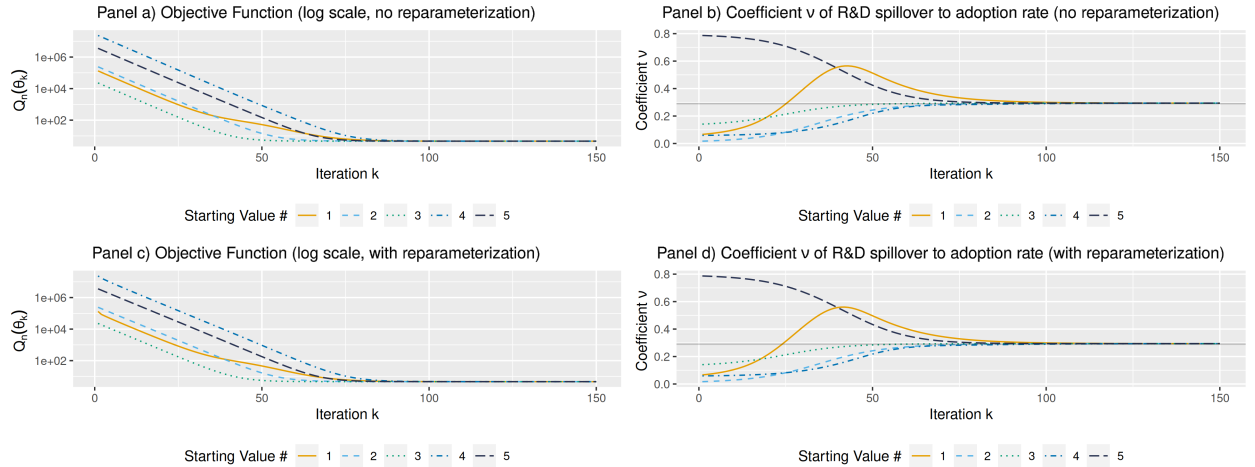 Panel a) Objective Function (log scale, no reparameterization)
Qn(θk)
1e+06
1e+04
1e+02
0 50 100 150
Iteration k
Starting Value # 1 2 3 4 5
Panel b) Coefficient ν of R&D spillover to adoption rate (no reparameterization)
Coefficient ν
0.8
0.6
0.4
0.2
0.0
0 50 100 150
Iteration k
Starting Value # 1 2 3 4 5
Panel c) Objective Function (log scale, with reparameterization)
Qn(θk)
1e+06
1e+04
1e+02
0 50 100 150
Iteration k
Starting Value # 1 2 3 4 5
Panel d) Coefficient ν of R&D spillover to adoption rate (with reparameterization)
Coefficient ν
0.8
0.6
0.4
0.2
0.0
0 50 100 150
Iteration k
Starting Value # 1 2 3 4 5